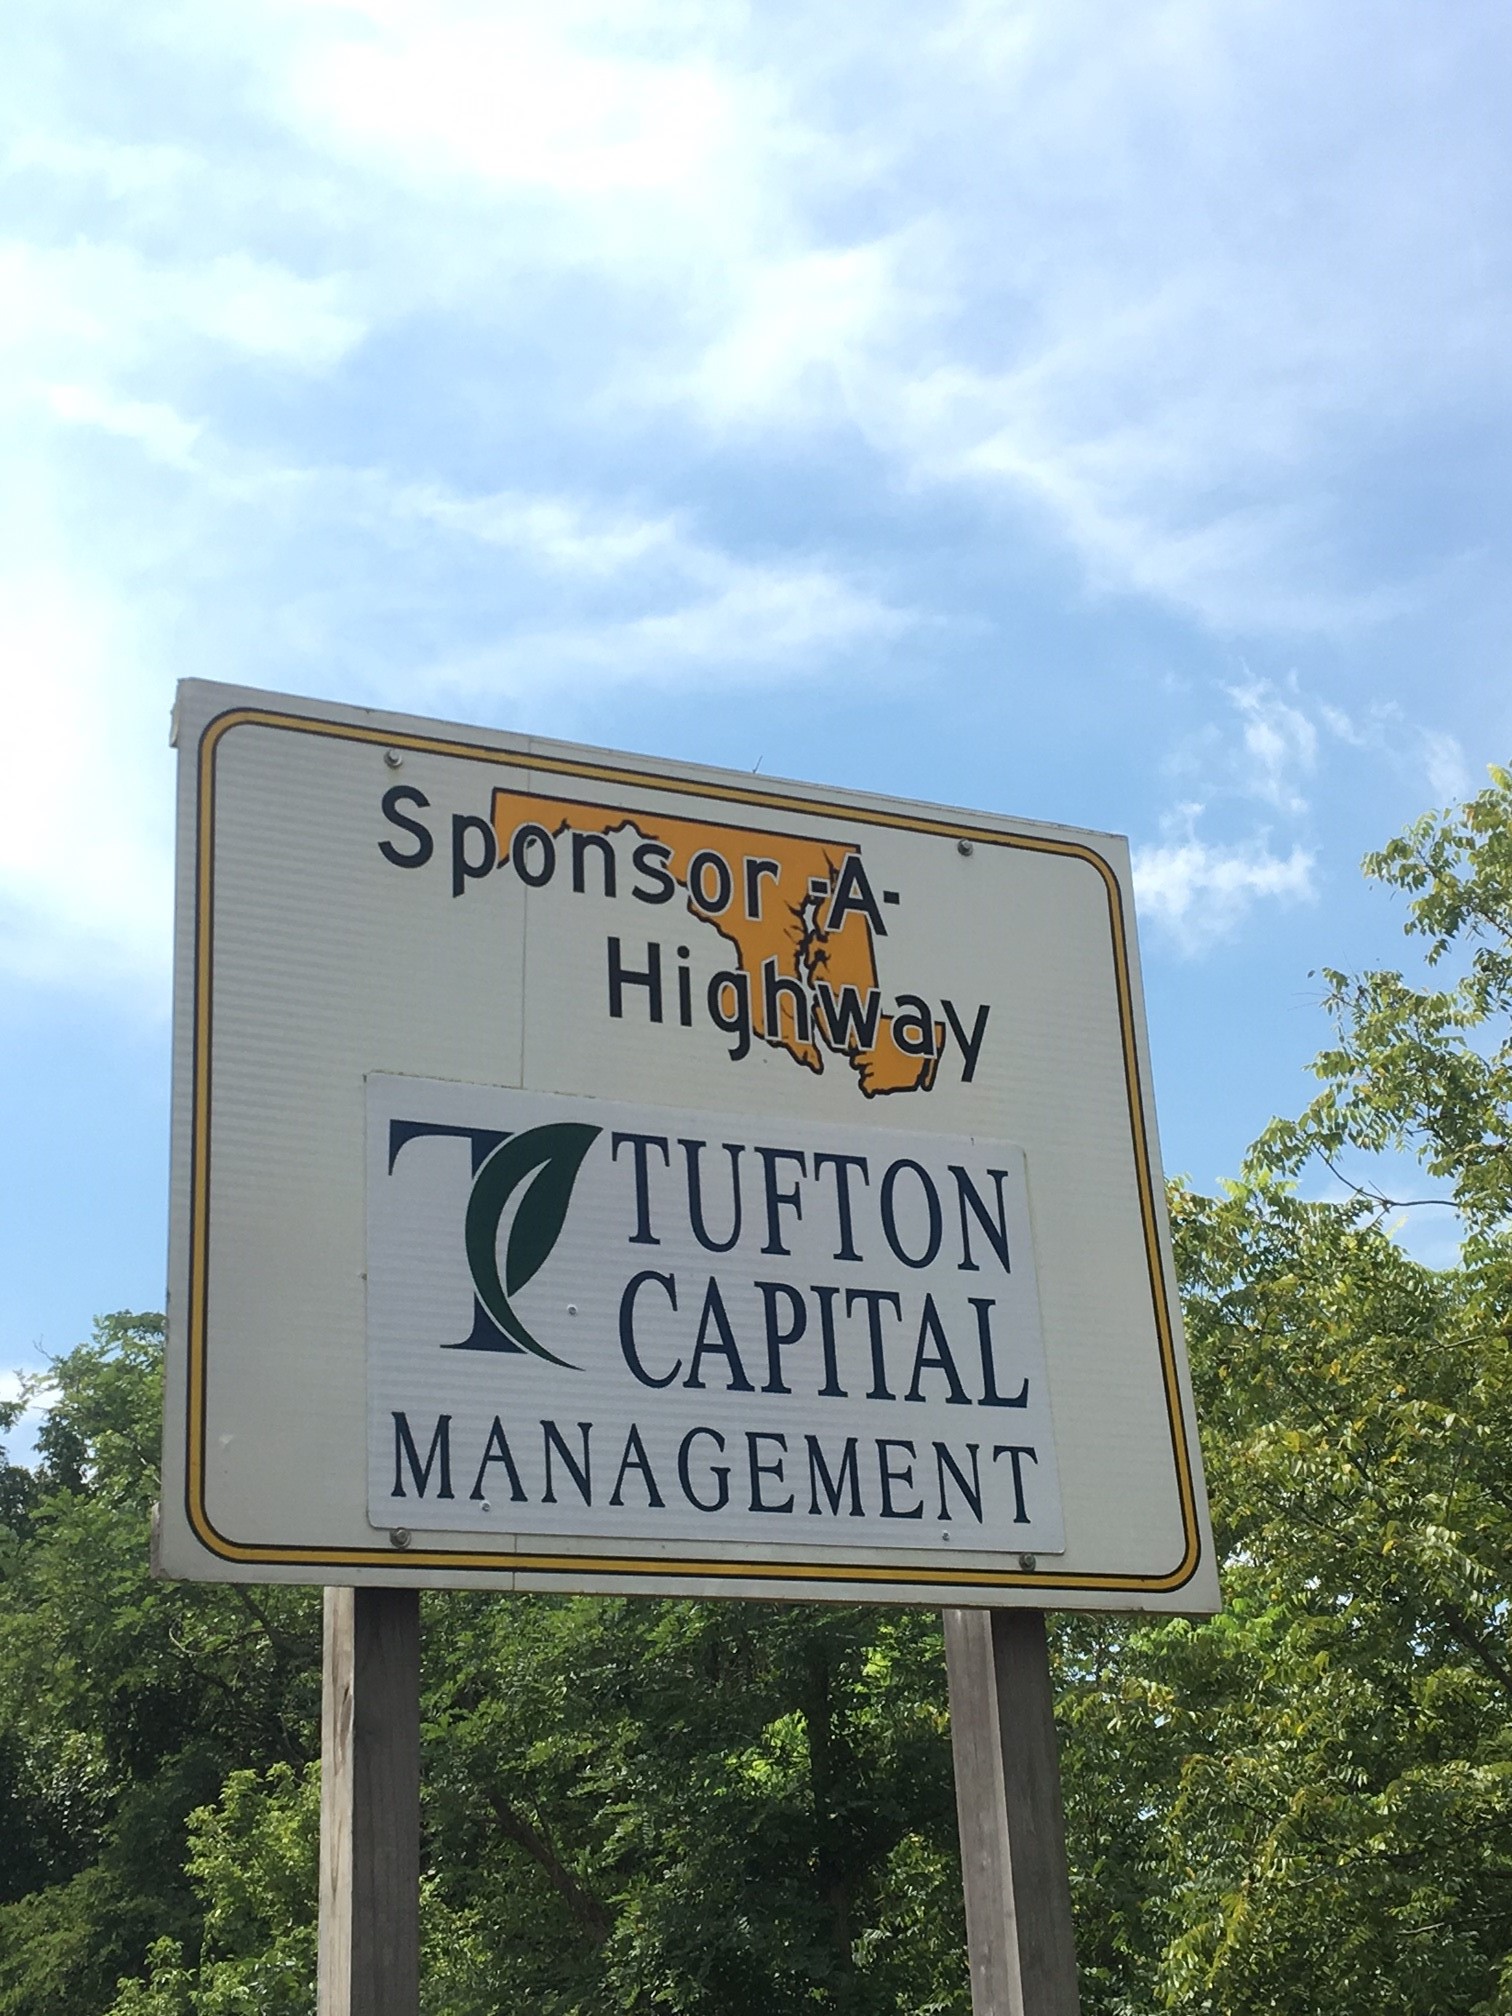 Sponsor -A-
Highway
T TUFTON
CAPITAL
MANAGEMENT